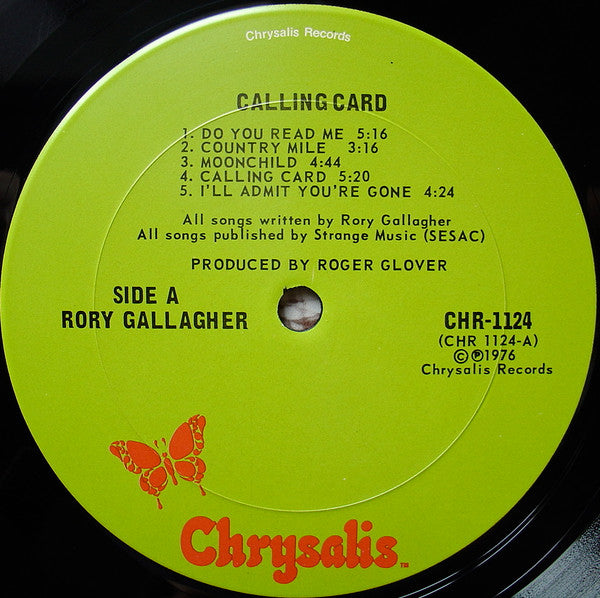 Chrysalis Records
CALLING CARD
1. DO YOU READ ME 5:16
2. COUNTRY MILE 3:16
3. MOONCHILD 4:44
4. CALLING CARD 5:20
5. I'LL ADMIT YOU'RE GONE 4:24
All songs written by Rory Gallagher
All songs published by Strange Music (SESAC)
PRODUCED BY ROGER GLOVER
SIDE A
RORY GALLAGHER
CHR-1124
(CHR 1124-A)
©℗1976
Chrysalis Records
Chrysalis™